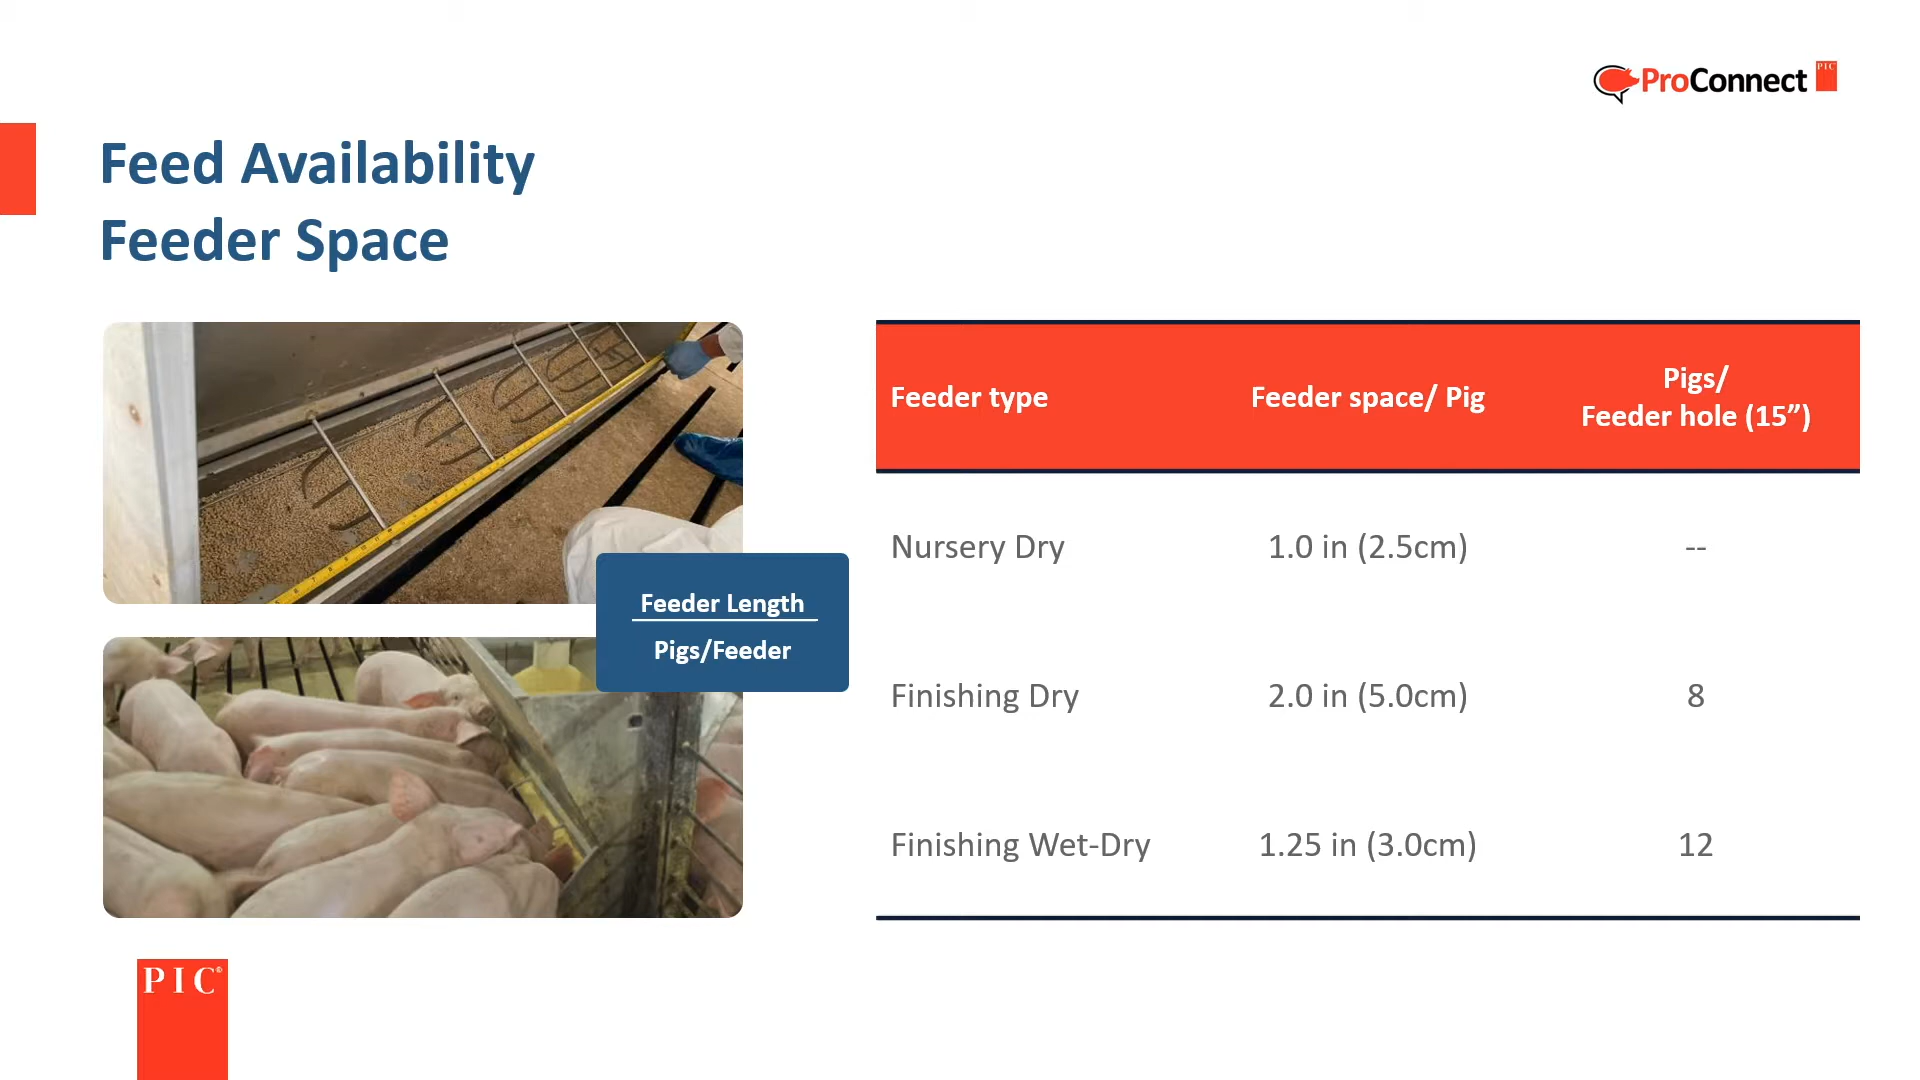 ProConnect
PIC
Feed Availability
Feeder Space
Feeder Length
Pigs/Feeder
Feeder type
Feeder space/ Pig
Pigs/
Feeder hole (15”)
Nursery Dry
1.0 in (2.5cm)
--
Finishing Dry
2.0 in (5.0cm)
8
Finishing Wet-Dry
1.25 in (3.0cm)
12
PIC®